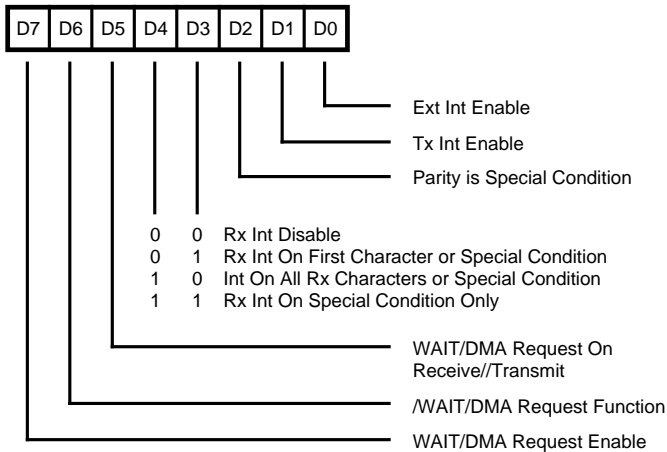 D7 D6 D5 D4 D3 D2 D1 D0
Ext Int Enable
Tx Int Enable
Parity is Special Condition
0 0 Rx Int Disable
0 1 Rx Int On First Character or Special Condition
1 0 Int On All Rx Characters or Special Condition
1 1 Rx Int On Special Condition Only
WAIT/DMA Request On
Receive//Transmit
/WAIT/DMA Request Function
WAIT/DMA Request Enable